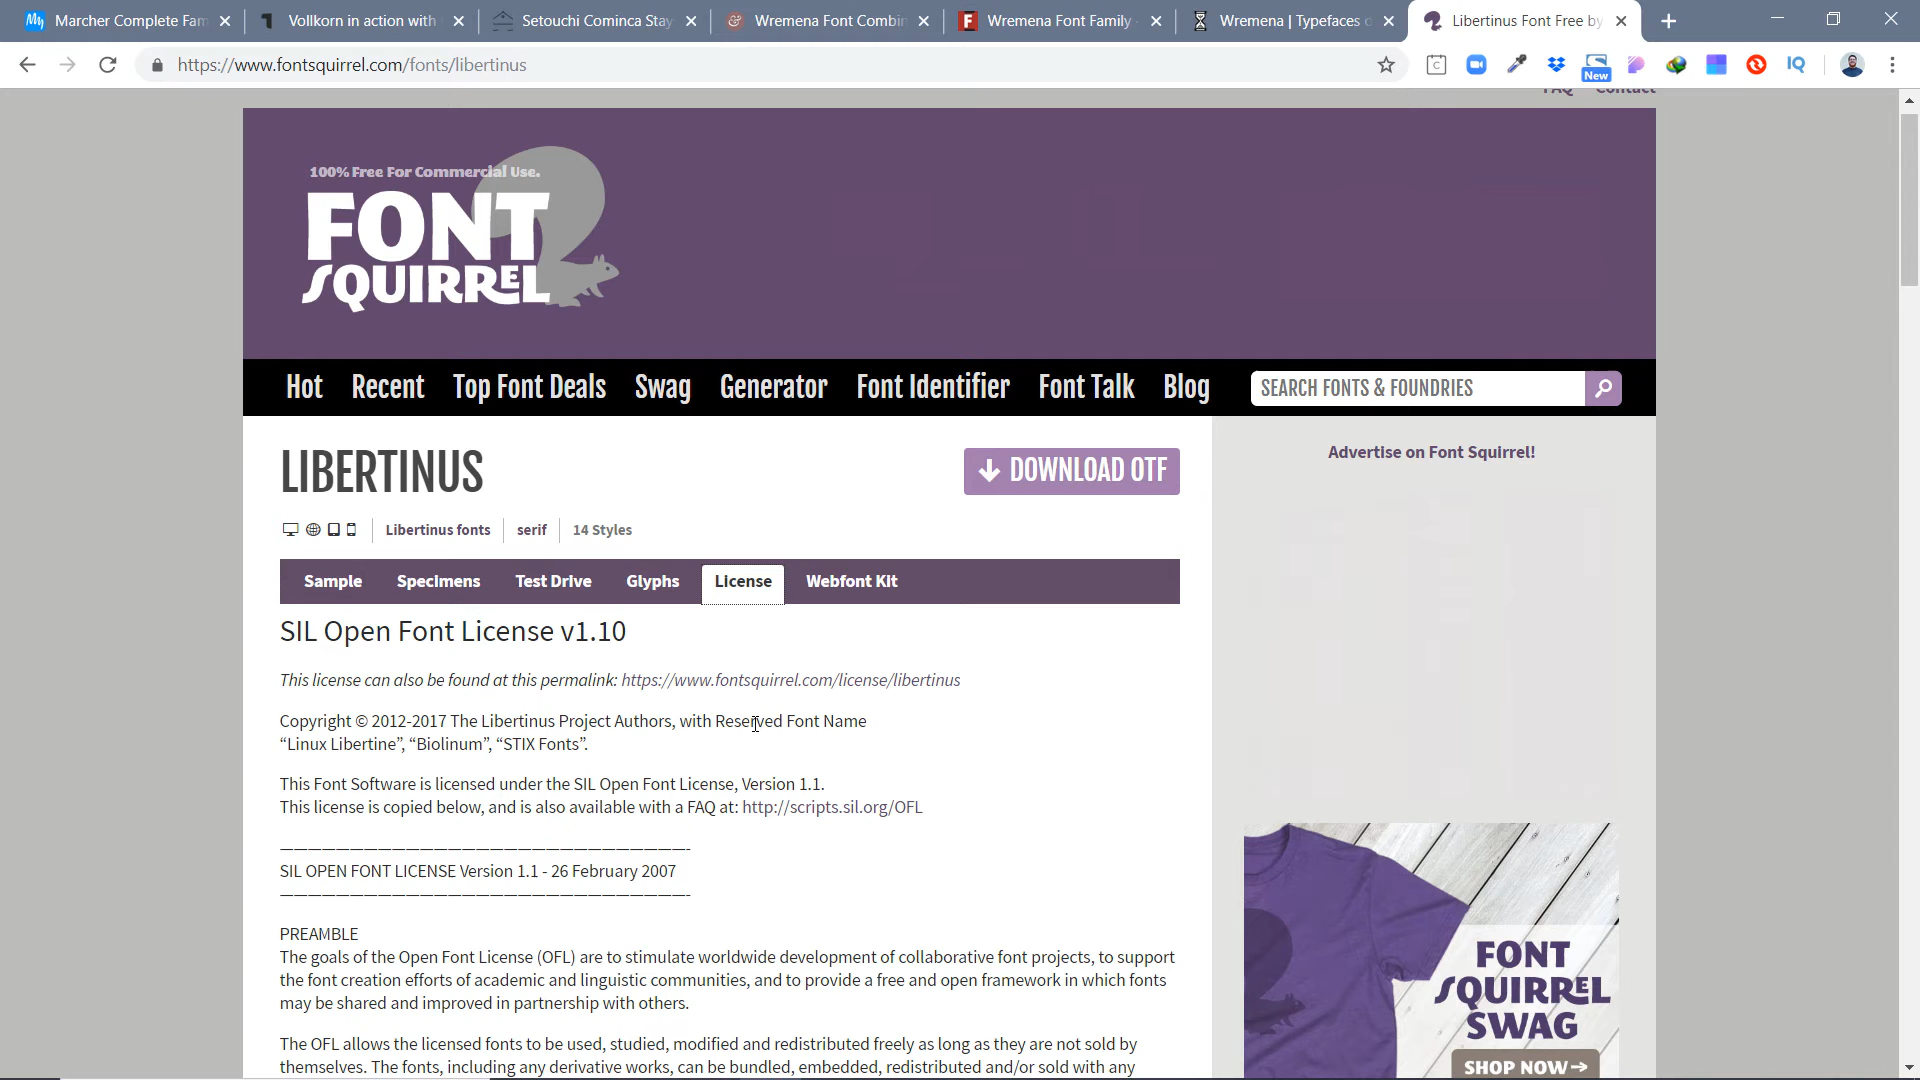 Marcher Complete Fam
Vollkorn in action with
Setouchi Cominca Stay
Wremena Font Combin
Wremena Font Family
Wremena | Typefaces o
Libertinus Font Free by
https://www.fontsquirrel.com/fonts/libertinus
New
IQ
FAQ Contact
100% Free For Commercial Use.
FONT
SQUIRREL
Hot Recent Top Font Deals Swag Generator Font Identifier Font Talk Blog SEARCH FONTS & FOUNDRIES
LIBERTINUS
DOWNLOAD OTF
Advertise on Font Squirrel!
Libertinus fonts serif 14 Styles
Sample Specimens Test Drive Glyphs License Webfont Kit
SIL Open Font License v1.10
This license can also be found at this permalink: https://www.fontsquirrel.com/license/libertinus
Copyright © 2012-2017 The Libertinus Project Authors, with Reserved Font Name
“Linux Libertine”, “Biolinum”, “STIX Fonts”.
This Font Software is licensed under the SIL Open Font License, Version 1.1.
This license is copied below, and is also available with a FAQ at: http://scripts.sil.org/OFL
—————————————————————-
SIL OPEN FONT LICENSE Version 1.1 - 26 February 2007
—————————————————————-
PREAMBLE
The goals of the Open Font License (OFL) are to stimulate worldwide development of collaborative font projects, to support
the font creation efforts of academic and linguistic communities, and to provide a free and open framework in which fonts
may be shared and improved in partnership with others.
The OFL allows the licensed fonts to be used, studied, modified and redistributed freely as long as they are not sold by
themselves. The fonts, including any derivative works, can be bundled, embedded, redistributed and/or sold with any
FONT
SQUIRREL
SWAG
SHOP NOW→